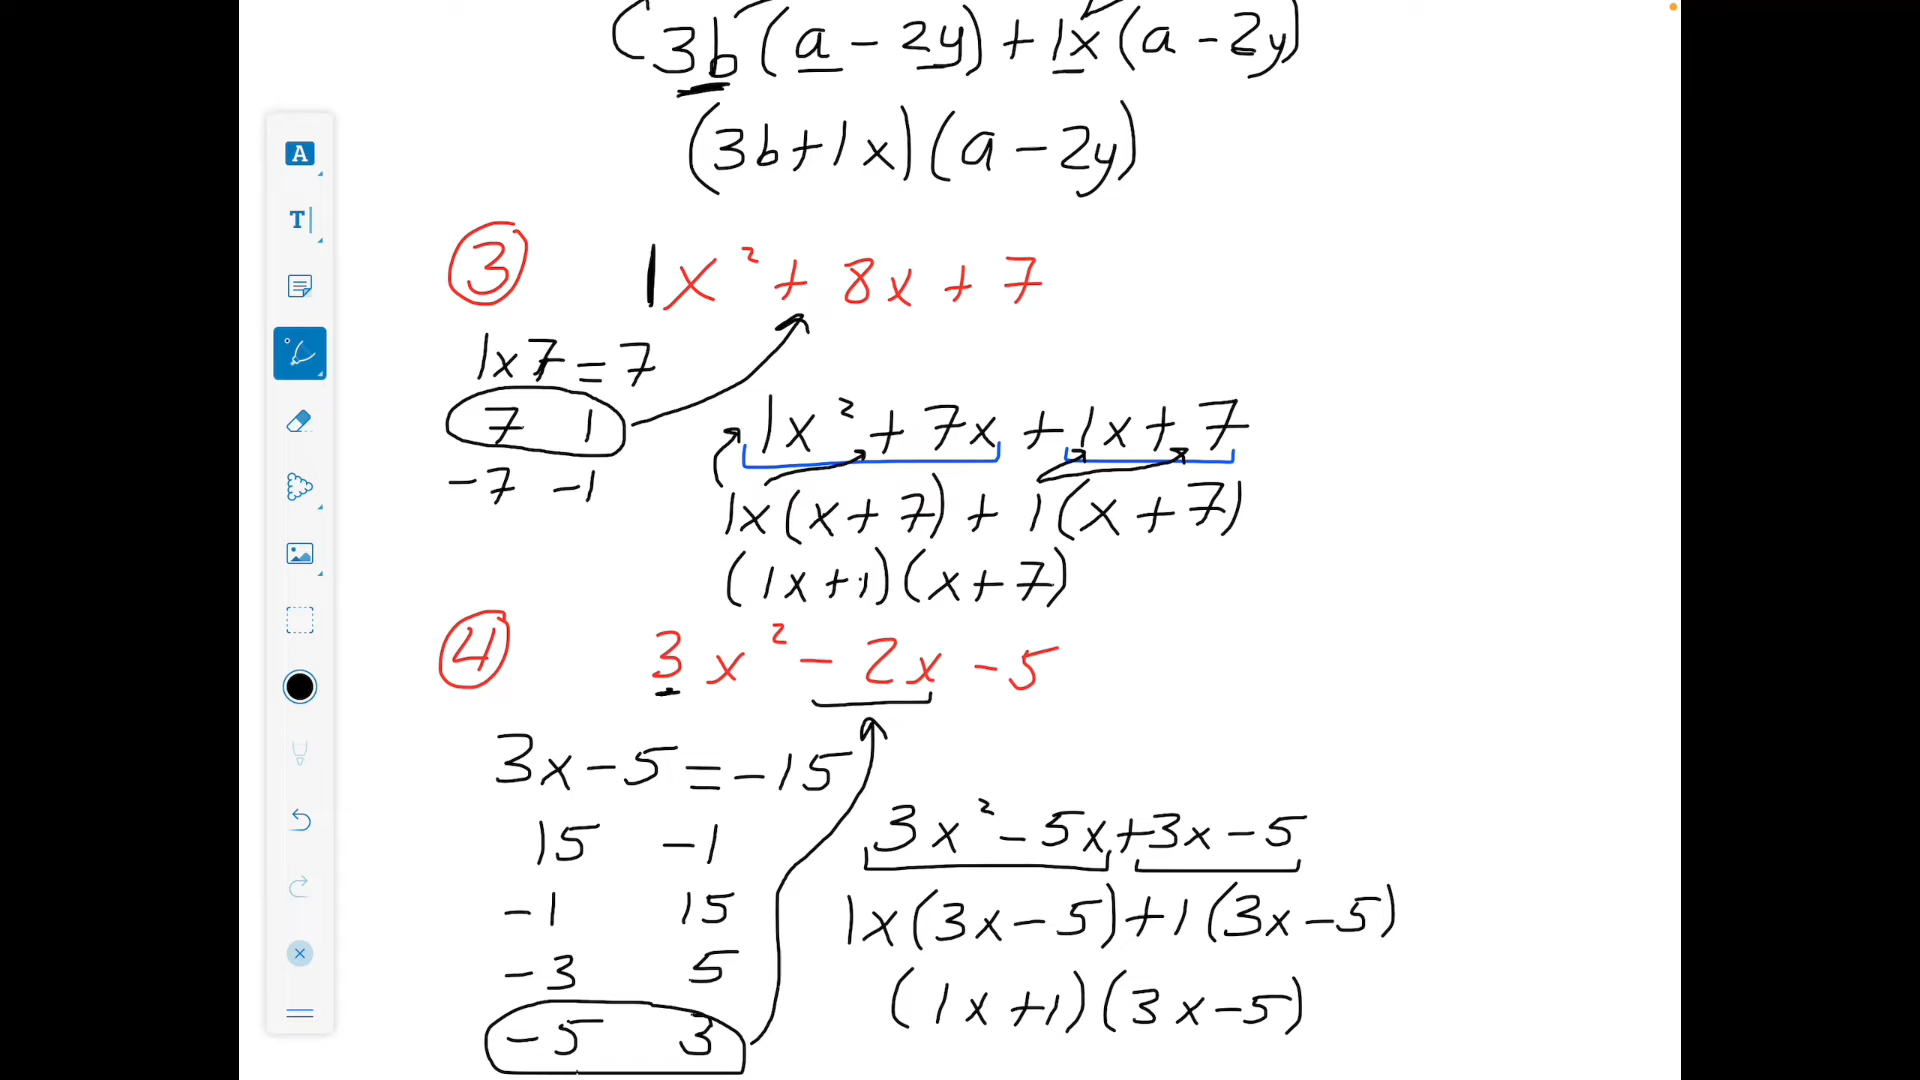 (3b(a - 2y) + 1x(a - 2y)
(3b + 1x)(a - 2y)
③ 1x² + 8x + 7
1x7 = 7
7 1
-7 -1
1x² + 7x + 1x + 7
1x(x + 7) + 1(x + 7)
(1x + 1)(x + 7)
④ 3x² - 2x - 5
3x - 5 = -15
15 -1
-1 15
-3 5
-5 3
3x² - 5x + 3x - 5
1x(3x - 5) + 1(3x - 5)
(1x + 1)(3x - 5)
A
T